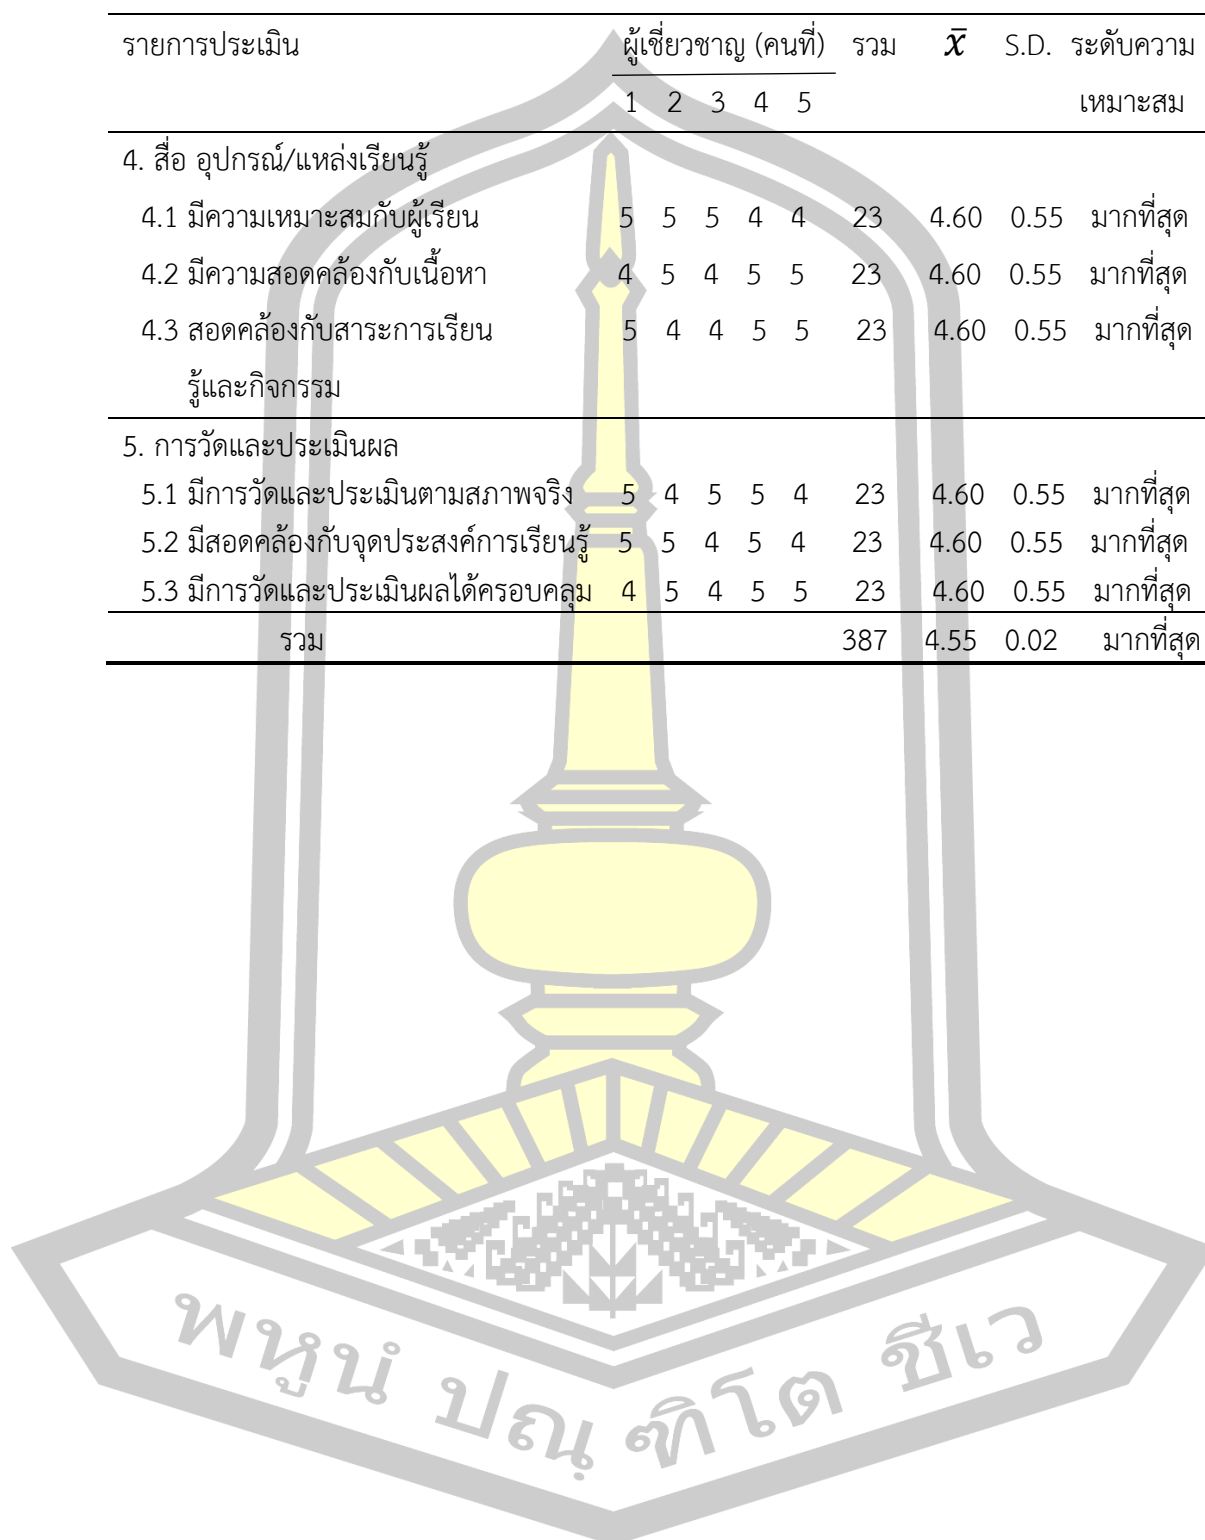 รายการประเมิน ผู้เชี่ยวชาญ (คนที่) รวม x̄ S.D. ระดับความ
1 2 3 4 5 เหมาะสม
4. สื่อ อุปกรณ์/แหล่งเรียนรู้
4.1 มีความเหมาะสมกับผู้เรียน 5 5 5 4 4 23 4.60 0.55 มากที่สุด
4.2 มีความสอดคล้องกับเนื้อหา 4 5 4 5 5 23 4.60 0.55 มากที่สุด
4.3 สอดคล้องกับสาระการเรียน 5 4 4 5 5 23 4.60 0.55 มากที่สุด
รู้และกิจกรรม
5. การวัดและประเมินผล
5.1 มีการวัดและประเมินตามสภาพจริง 5 4 5 5 4 23 4.60 0.55 มากที่สุด
5.2 มีสอดคล้องกับจุดประสงค์การเรียนรู้ 5 5 4 5 4 23 4.60 0.55 มากที่สุด
5.3 มีการวัดและประเมินผลได้ครอบคลุม 4 5 4 5 5 23 4.60 0.55 มากที่สุด
รวม 387 4.55 0.02 มากที่สุด
พหูนํ ปณฺฑิโต ชีเว